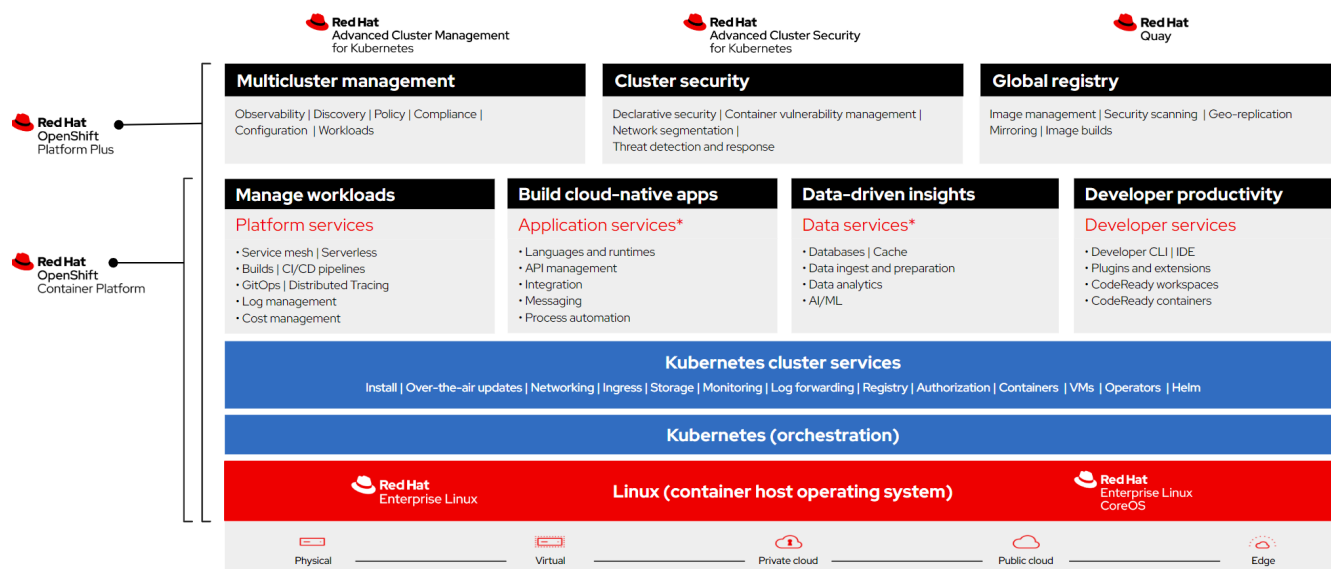 Red Hat
Advanced Cluster Management
for Kubernetes
Red Hat
Advanced Cluster Security
for Kubernetes
Red Hat
Quay
Red Hat
OpenShift
Platform Plus
Multicluster management
Observability | Discovery | Policy | Compliance |
Configuration | Workloads
Cluster security
Declarative security | Container vulnerability management |
Network segmentation |
Threat detection and response
Global registry
Image management | Security scanning | Geo-replication
Mirroring | Image builds
Red Hat
OpenShift
Container Platform
Manage workloads
Platform services
• Service mesh | Serverless
• Builds | CI/CD pipelines
• GitOps | Distributed Tracing
• Log management
• Cost management
Build cloud-native apps
Application services*
• Languages and runtimes
• API management
• Integration
• Messaging
• Process automation
Data-driven insights
Data services*
• Databases | Cache
• Data ingest and preparation
• Data analytics
• AI/ML
Developer productivity
Developer services
• Developer CLI | IDE
• Plugins and extensions
• CodeReady workspaces
• CodeReady containers
Kubernetes cluster services
Install | Over-the-air updates | Networking | Ingress | Storage | Monitoring | Log forwarding | Registry | Authorization | Containers | VMs | Operators | Helm
Kubernetes (orchestration)
Red Hat
Enterprise Linux
Linux (container host operating system)
Red Hat
Enterprise Linux
CoreOS
Physical
Virtual
Private cloud
Public cloud
Edge